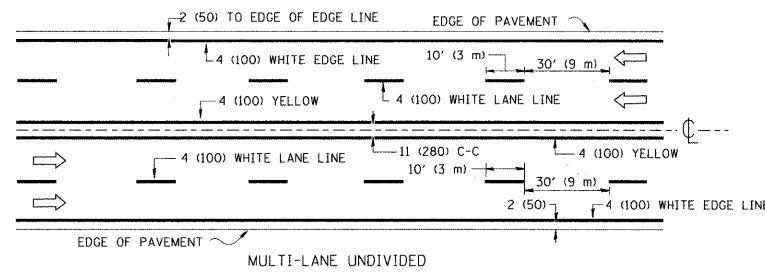 2 (50) TO EDGE OF EDGE LINE
EDGE OF PAVEMENT
4 (100) WHITE EDGE LINE
10' (3 m)
30' (9 m)
4 (100) YELLOW
4 (100) WHITE LANE LINE
4 (100) WHITE LANE LINE
11 (280) C-C
4 (100) YELLOW
10' (3 m)
30' (9 m)
2 (50)
4 (100) WHITE EDGE LINE
EDGE OF PAVEMENT
MULTI-LANE UNDIVIDED